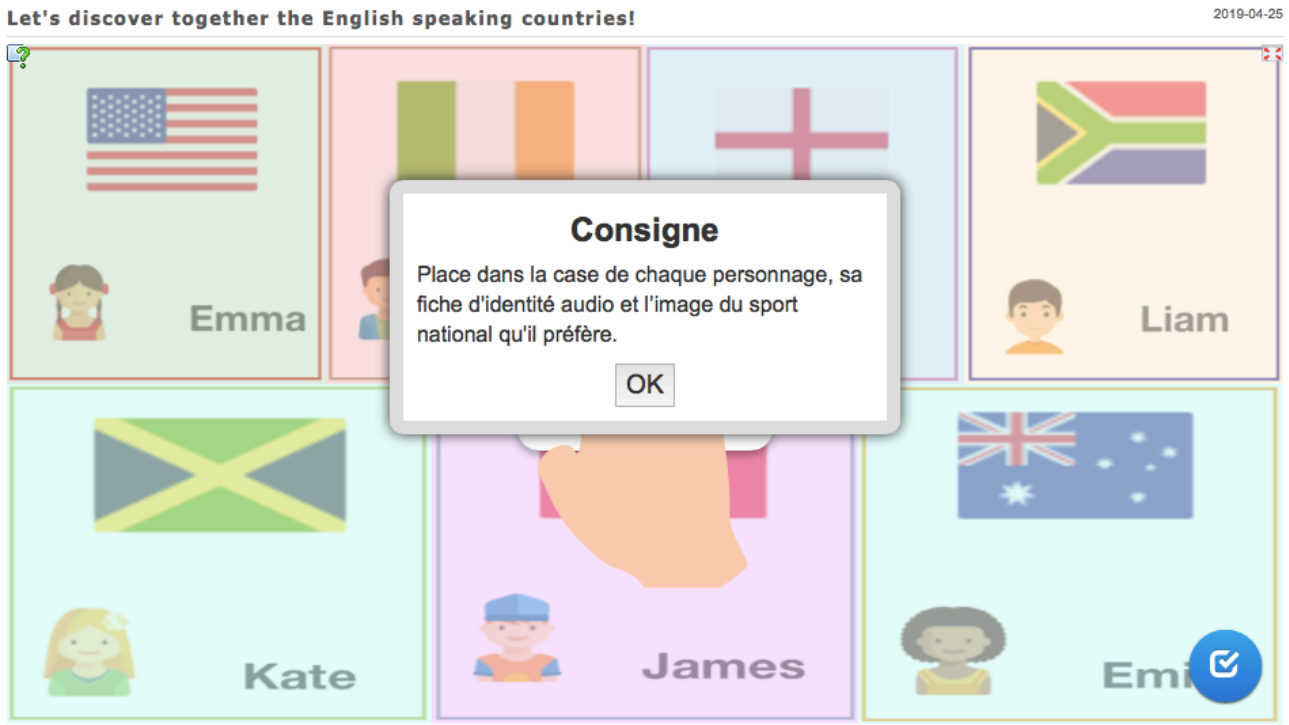 Let's discover together the English speaking countries!
2019-04-25
Consigne
Place dans la case de chaque personnage, sa
fiche d'identité audio et l’image du sport
national qu'il préfère.
OK
Emma
Liam
Kate
James
Emi